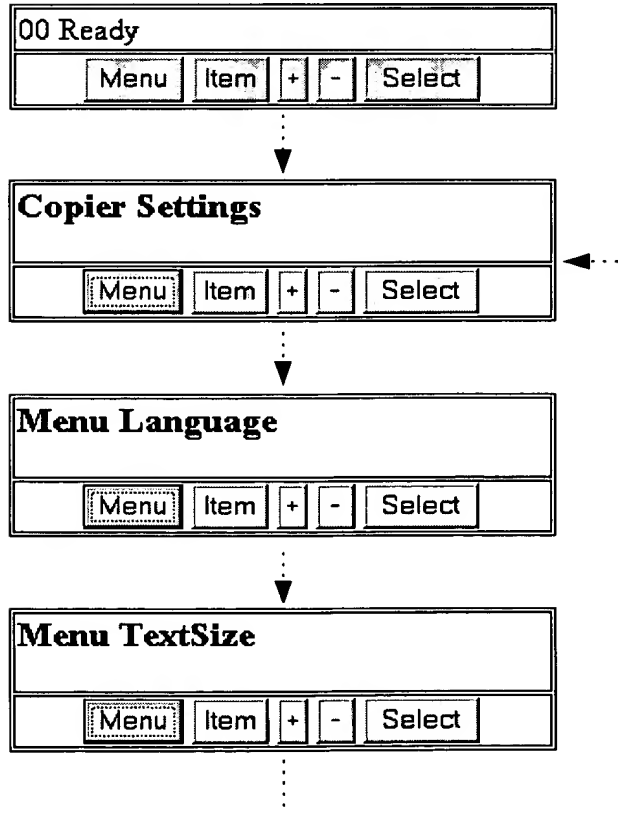 00 Ready
Menu Item + - Select
Copier Settings
Menu Item + - Select
Menu Language
Menu Item + - Select
Menu TextSize
Menu Item + - Select